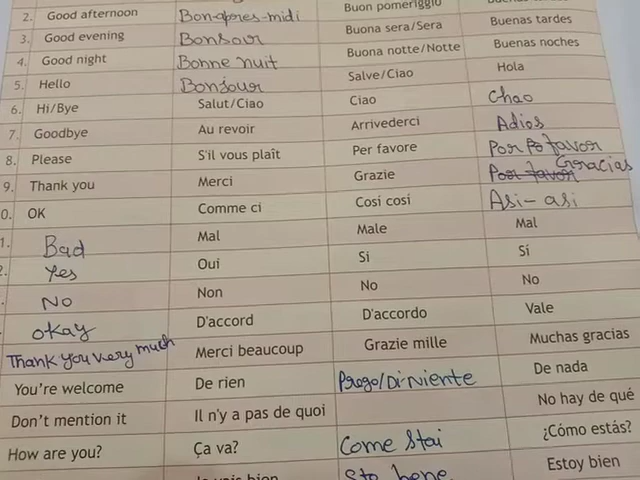 2. Good afternoon Bon-apres-midi Buon pomeriggio
3. Good evening Bonsour Buona sera/Sera Buenas tardes
4. Good night Bonne nuit Buona notte/Notte Buenas noches
5. Hello Bonjour Salve/Ciao Hola
6. Hi/Bye Salut/Ciao Ciao Chao
7. Goodbye Au revoir Arrivederci Adios
8. Please S'il vous plaît Per favore Por Fo favor
9. Thank you Merci Grazie Por favor Gracias
0. OK Comme ci Cosi cosi Asi-asi
1. Bad Mal Male Mal
2. Yes Oui Si Sí
No Non No No
Okay D'accord D'accordo Vale
Thank you very much Merci beaucoup Grazie mille Muchas gracias
You're welcome De rien Prego/Di niente De nada
Don't mention it Il n'y a pas de quoi No hay de qué
How are you? Ça va? Come stai ¿Cómo estás?
Sto bene Estoy bien